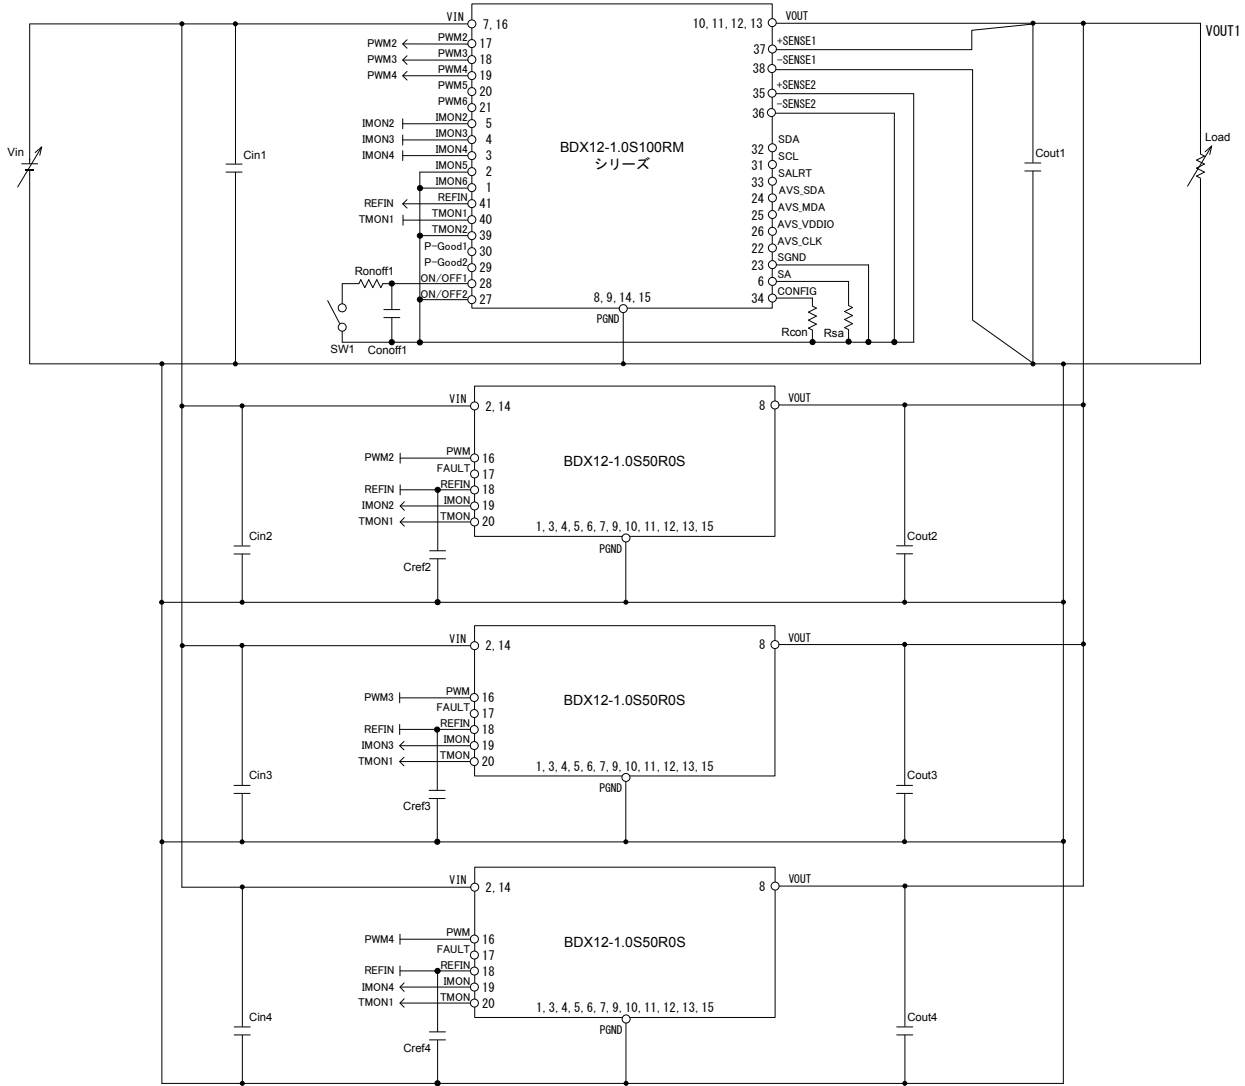 VIN
7, 16
10, 11, 12, 13
VOUT
VOUT1
PWM2
PWM2
17
PWM3
PWM3
18
PWM4
PWM4
19
PWM5
20
PWM6
21
IMON2
IMON2
5
IMON3
IMON3
4
IMON4
IMON4
3
IMON5
2
IMON6
1
REFIN
REFIN
41
TMON1
TMON1
40
TMON2
39
P-Good1
30
P-Good2
29
ON/OFF1
28
ON/OFF2
27
BDX12-1.0S100RM
シリーズ
8, 9, 14, 15
PGND
37
+SENSE1
38
-SENSE1
35
+SENSE2
36
-SENSE2
32
SDA
31
SCL
33
SALRT
24
AVS_SDA
25
AVS_MDA
26
AVS_VDDIO
22
AVS_CLK
23
SGND
6
SA
34
CONFIG
Vin
Cin1
Ronoff1
SW1
Conoff1
Rcon
Rsa
Cout1
Load
VIN
2, 14
8
VOUT
PWM2
PWM
16
FAULT
17
REFIN
REFIN
18
IMON2
IMON
19
TMON1
TMON
20
BDX12-1.0S50R0S
1, 3, 4, 5, 6, 7, 9, 10, 11, 12, 13, 15
PGND
Cin2
Cref2
Cout2
VIN
2, 14
8
VOUT
PWM3
PWM
16
FAULT
17
REFIN
REFIN
18
IMON3
IMON
19
TMON1
TMON
20
BDX12-1.0S50R0S
1, 3, 4, 5, 6, 7, 9, 10, 11, 12, 13, 15
PGND
Cin3
Cref3
Cout3
VIN
2, 14
8
VOUT
PWM4
PWM
16
FAULT
17
REFIN
REFIN
18
IMON4
IMON
19
TMON1
TMON
20
BDX12-1.0S50R0S
1, 3, 4, 5, 6, 7, 9, 10, 11, 12, 13, 15
PGND
Cin4
Cref4
Cout4